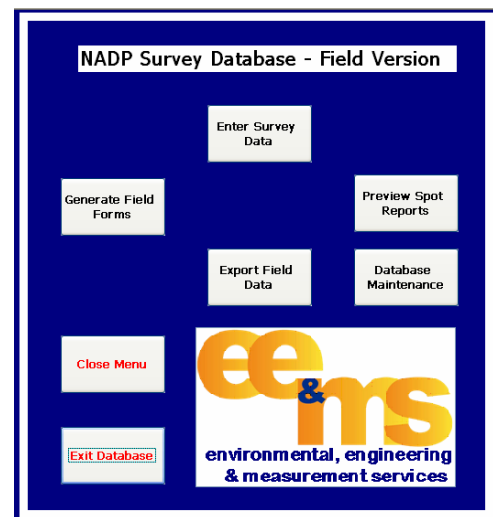 NADP Survey Database - Field Version
Enter Survey
Data
Generate Field
Forms
Preview Spot
Reports
Export Field
Data
Database
Maintenance
Close Menu
Exit Database
ee
&ms
environmental, engineering
& measurement services